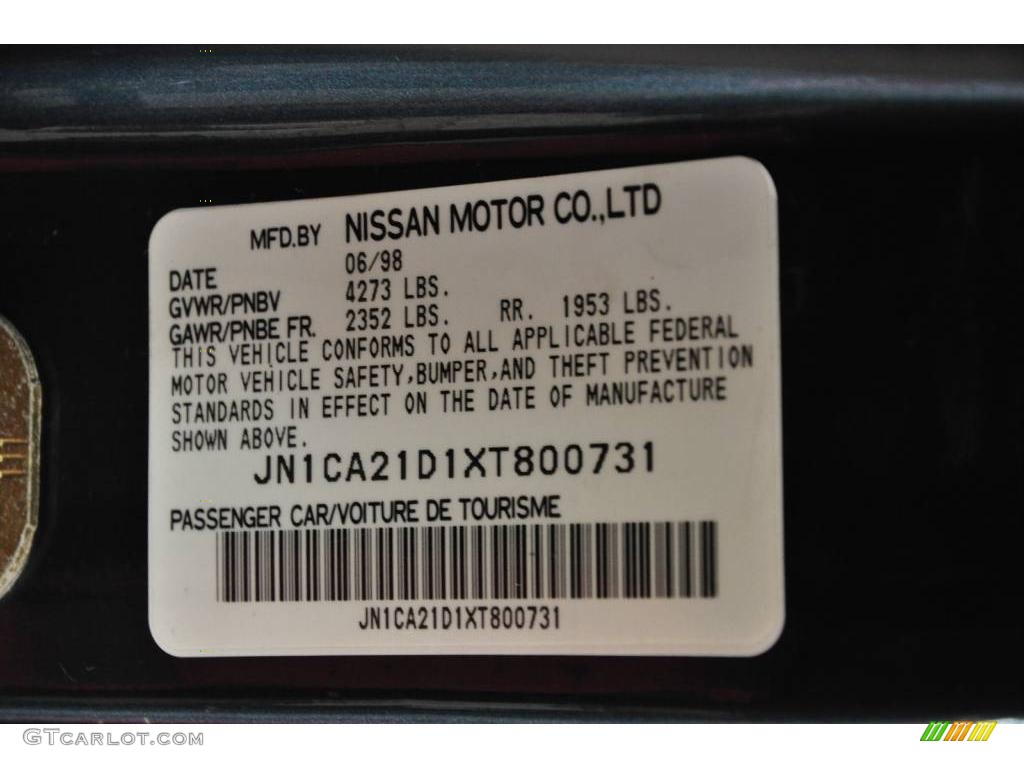 MFD.BY NISSAN MOTOR CO.,LTD
DATE 06/98
GVWR/PNBV 4273 LBS.
GAWR/PNBE FR. 2352 LBS. RR. 1953 LBS.
THIS VEHICLE CONFORMS TO ALL APPLICABLE FEDERAL
MOTOR VEHICLE SAFETY,BUMPER,AND THEFT PREVENTION
STANDARDS IN EFFECT ON THE DATE OF MANUFACTURE
SHOWN ABOVE.
JN1CA21D1XT800731
PASSENGER CAR/VOITURE DE TOURISME
JN1CA21D1XT800731
GTCARLOT.COM